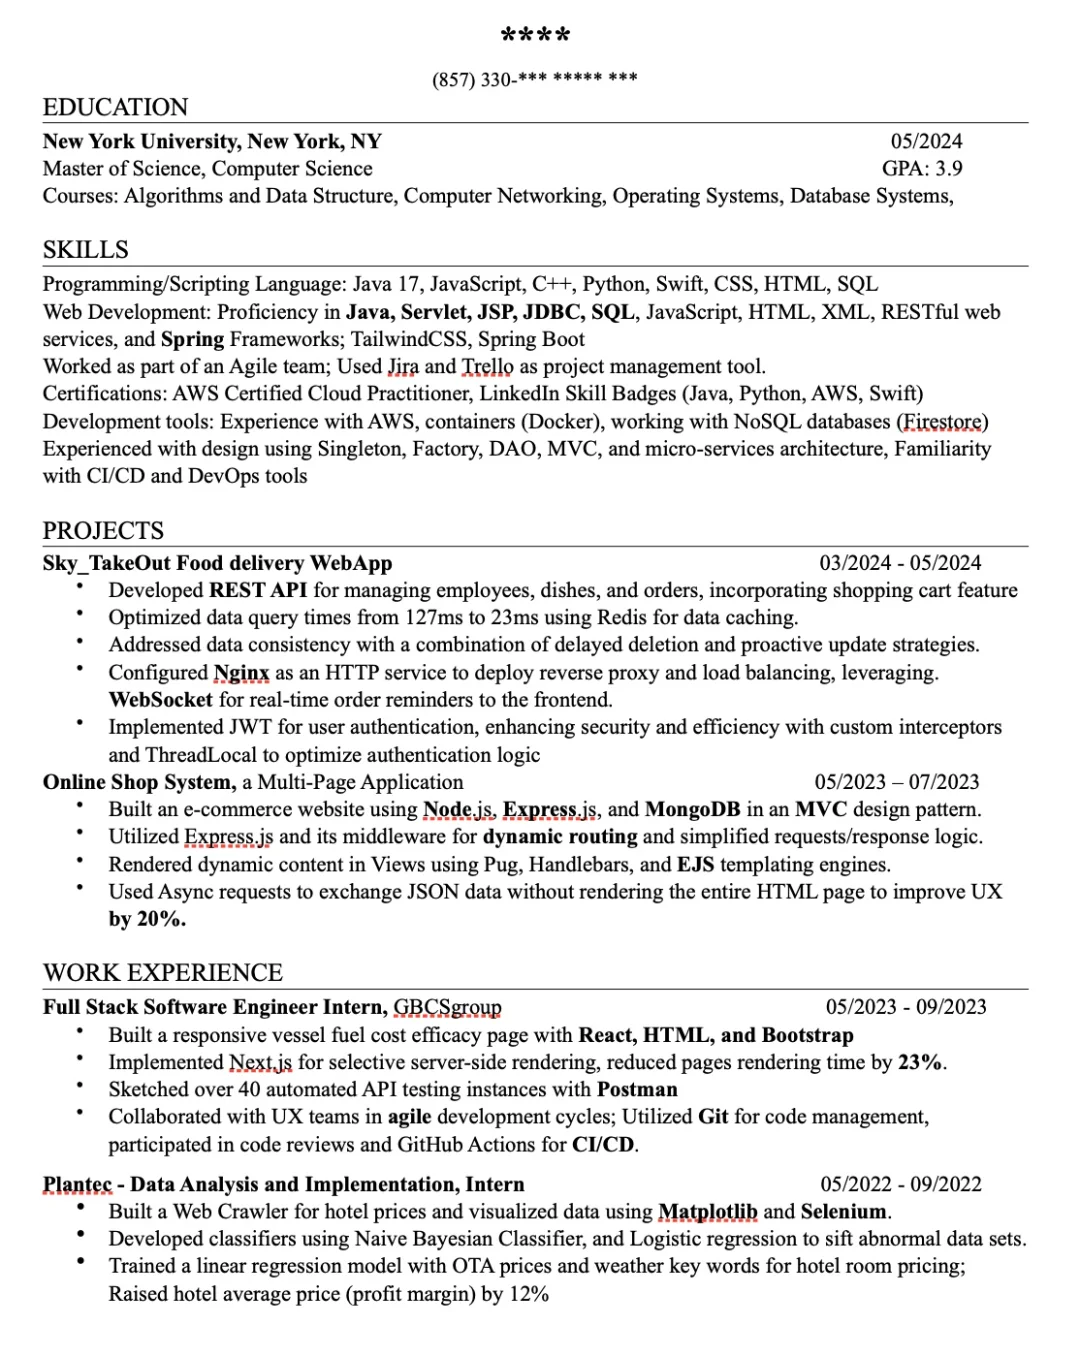 ****
(857) 330-*** ***** ***
EDUCATION
New York University, New York, NY 05/2024
Master of Science, Computer Science GPA: 3.9
Courses: Algorithms and Data Structure, Computer Networking, Operating Systems, Database Systems,
SKILLS
Programming/Scripting Language: Java 17, JavaScript, C++, Python, Swift, CSS, HTML, SQL
Web Development: Proficiency in Java, Servlet, JSP, JDBC, SQL, JavaScript, HTML, XML, RESTful web
services, and Spring Frameworks; TailwindCSS, Spring Boot
Worked as part of an Agile team; Used Jira and Trello as project management tool.
Certifications: AWS Certified Cloud Practitioner, LinkedIn Skill Badges (Java, Python, AWS, Swift)
Development tools: Experience with AWS, containers (Docker), working with NoSQL databases (Firestore)
Experienced with design using Singleton, Factory, DAO, MVC, and micro-services architecture, Familiarity
with CI/CD and DevOps tools
PROJECTS
Sky_TakeOut Food delivery WebApp 03/2024 - 05/2024
• Developed REST API for managing employees, dishes, and orders, incorporating shopping cart feature
• Optimized data query times from 127ms to 23ms using Redis for data caching.
• Addressed data consistency with a combination of delayed deletion and proactive update strategies.
• Configured Nginx as an HTTP service to deploy reverse proxy and load balancing, leveraging.
WebSocket for real-time order reminders to the frontend.
• Implemented JWT for user authentication, enhancing security and efficiency with custom interceptors
and ThreadLocal to optimize authentication logic
Online Shop System, a Multi-Page Application 05/2023 – 07/2023
• Built an e-commerce website using Node.js, Express.js, and MongoDB in an MVC design pattern.
• Utilized Express.js and its middleware for dynamic routing and simplified requests/response logic.
• Rendered dynamic content in Views using Pug, Handlebars, and EJS templating engines.
• Used Async requests to exchange JSON data without rendering the entire HTML page to improve UX
by 20%.
WORK EXPERIENCE
Full Stack Software Engineer Intern, GBCSgroup 05/2023 - 09/2023
• Built a responsive vessel fuel cost efficacy page with React, HTML, and Bootstrap
• Implemented Next.js for selective server-side rendering, reduced pages rendering time by 23%.
• Sketched over 40 automated API testing instances with Postman
• Collaborated with UX teams in agile development cycles; Utilized Git for code management,
participated in code reviews and GitHub Actions for CI/CD.
Plantec - Data Analysis and Implementation, Intern 05/2022 - 09/2022
• Built a Web Crawler for hotel prices and visualized data using Matplotlib and Selenium.
• Developed classifiers using Naive Bayesian Classifier, and Logistic regression to sift abnormal data sets.
• Trained a linear regression model with OTA prices and weather key words for hotel room pricing;
Raised hotel average price (profit margin) by 12%